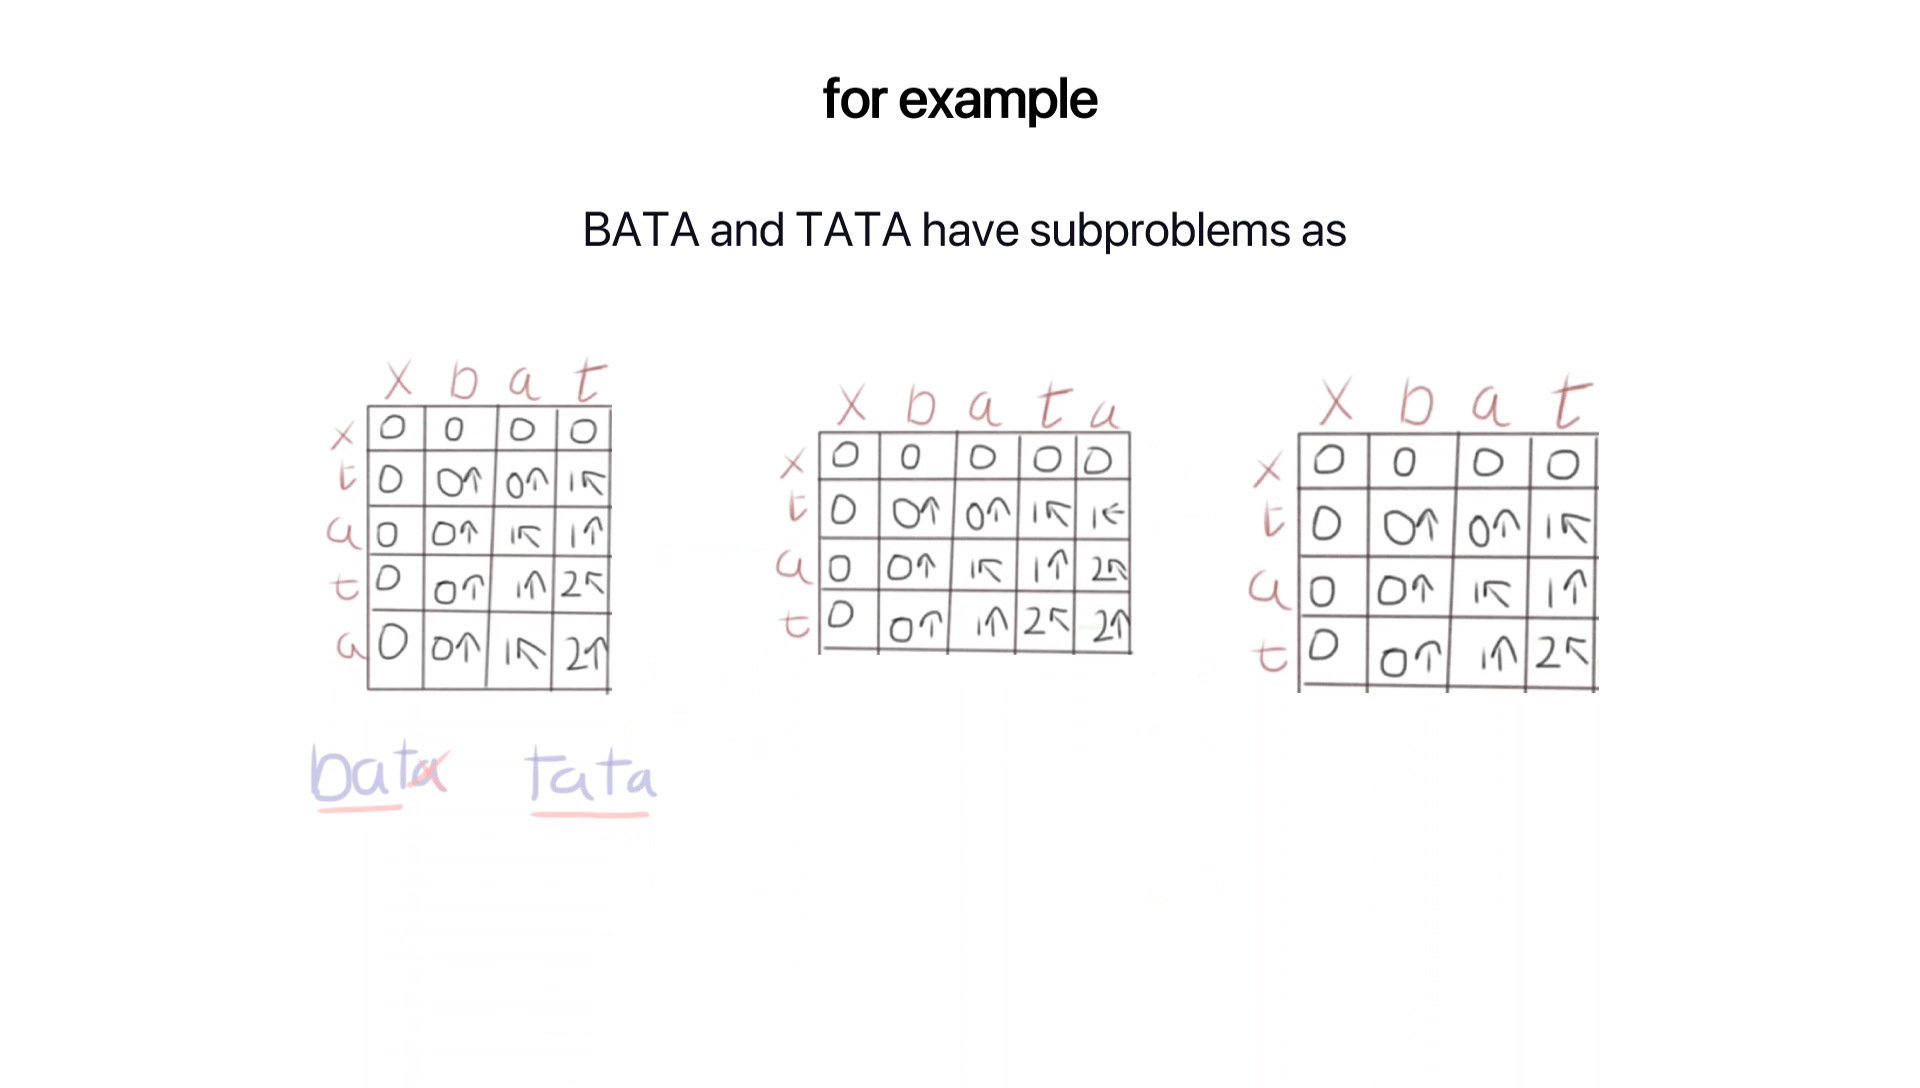 for example
BATA and TATA have subproblems as
x b a t
x 0 0 0 0
t 0 0↑ 0↑ 1↖
a 0 0↑ 1↖ 1↑
t 0 0↑ 1↑ 2↖
a 0 0↑ 1↖ 2↑
bata tata
x b a t a
x 0 0 0 0 0
t 0 0↑ 0↑ 1↖ 1←
a 0 0↑ 1↖ 1↑ 2↖
t 0 0↑ 1↑ 2↖ 2↑
x b a t
x 0 0 0 0
t 0 0↑ 0↑ 1↖
a 0 0↑ 1↖ 1↑
t 0 0↑ 1↑ 2↖